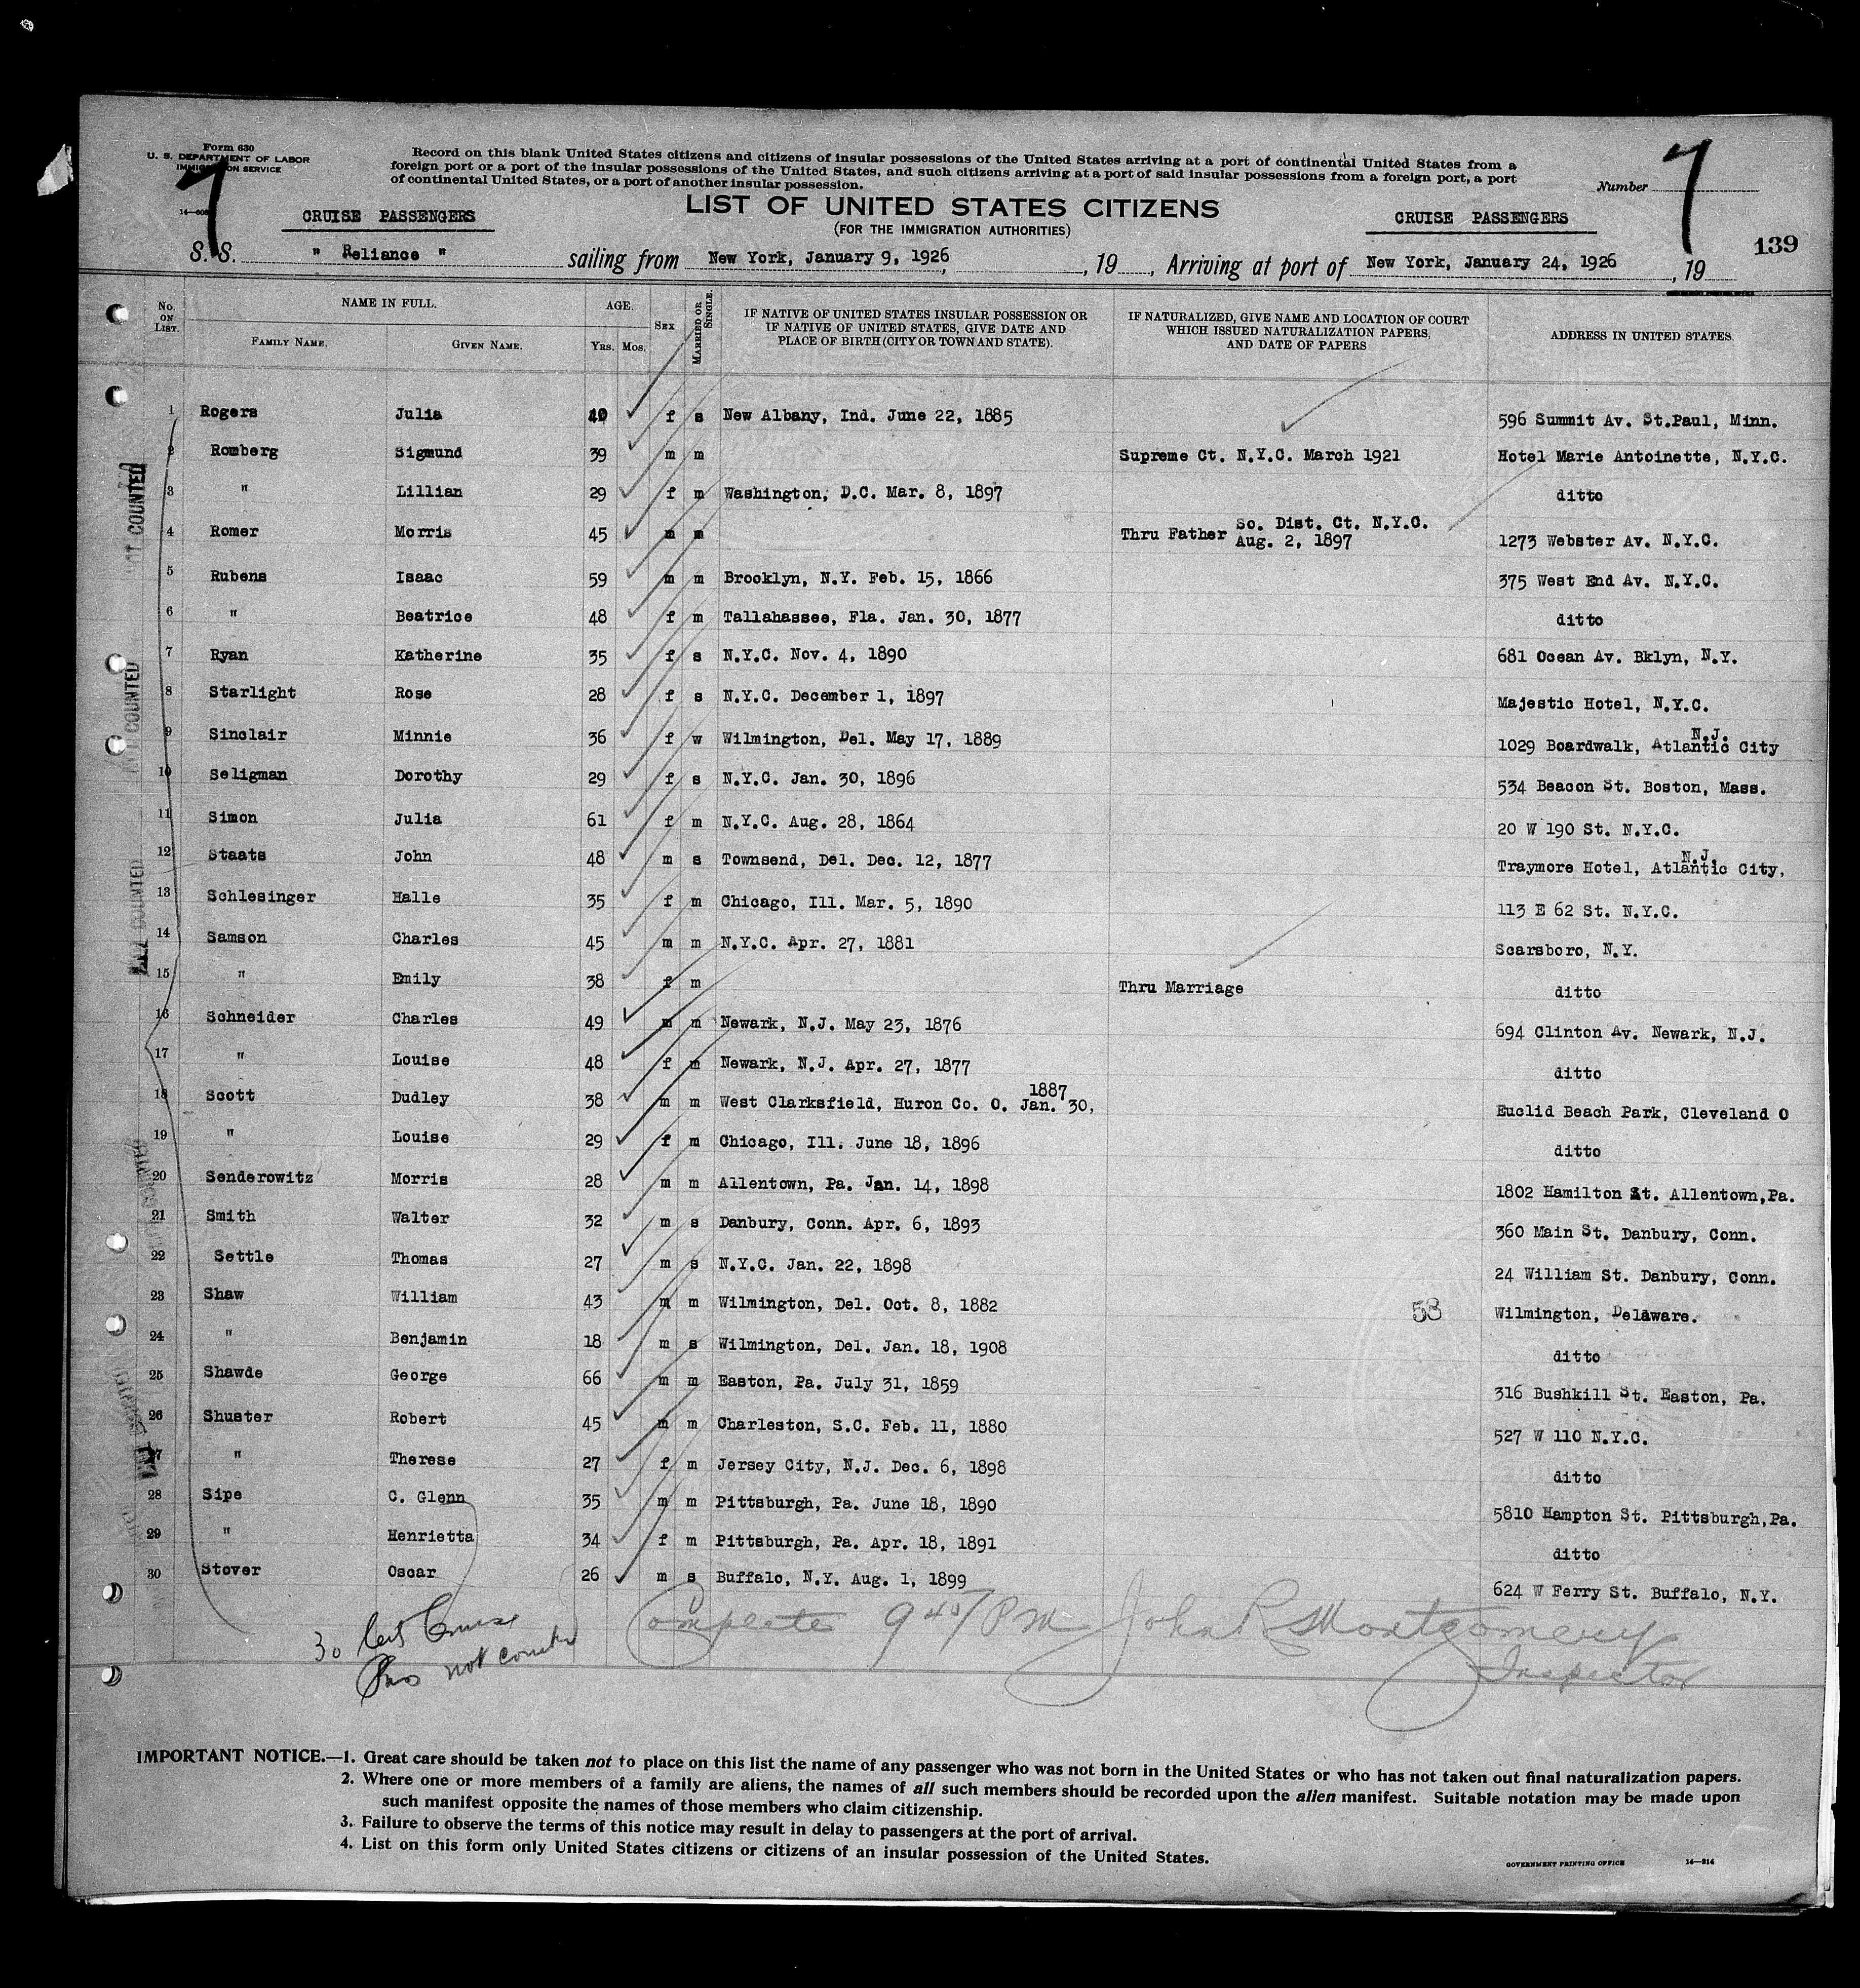 Form 630
U. S. DEPARTMENT OF LABOR
IMMIGRATION SERVICE
Record on this blank United States citizens and citizens of insular possessions of the United States arriving at a port of continental United States from a
foreign port or a port of the insular possessions of the United States, and such citizens arriving at a port of said insular possessions from a foreign port, a port
of continental United States, or a port of another insular possession.
Number 7
7
14—608
CRUISE PASSENGERS
LIST OF UNITED STATES CITIZENS
(FOR THE IMMIGRATION AUTHORITIES)
CRUISE PASSENGERS
139
S. S. " Reliance " sailing from New York, January 9, 1926, , 19 , Arriving at port of New York, January 24, 1926 , 19
No. ON LIST. NAME IN FULL. AGE. SEX MARRIED OR SINGLE. IF NATIVE OF UNITED STATES INSULAR POSSESSION OR IF NATIVE OF UNITED STATES, GIVE DATE AND PLACE OF BIRTH (CITY OR TOWN AND STATE). IF NATURALIZED, GIVE NAME AND LOCATION OF COURT WHICH ISSUED NATURALIZATION PAPERS, AND DATE OF PAPERS ADDRESS IN UNITED STATES
FAMILY NAME. GIVEN NAME. YRS. MOS.
1 Rogers Julia 40 f s New Albany, Ind. June 22, 1885 596 Summit Av. St.Paul, Minn.
2 Romberg Sigmund 39 m m Supreme Ct. N.Y.C. March 1921 Hotel Marie Antoinette, N.Y.C.
3 " Lillian 29 f m Washington, D.C. Mar. 8, 1897 ditto
4 Romer Morris 45 m m Thru Father So. Dist. Ct. N.Y.C. Aug. 2, 1897 1273 Webster Av. N.Y.C.
5 Rubens Isaac 59 m m Brooklyn, N.Y. Feb. 15, 1866 375 West End Av. N.Y.C.
6 " Beatrice 48 f m Tallahassee, Fla. Jan. 30, 1877 ditto
7 Ryan Katherine 35 f s N.Y.C. Nov. 4, 1890 681 Ocean Av. Bklyn, N.Y.
8 Starlight Rose 28 f s N.Y.C. December 1, 1897 Majestic Hotel, N.Y.C.
9 Sinclair Minnie 36 f w Wilmington, Del. May 17, 1889 1029 Boardwalk, Atlantic City N.J.
10 Seligman Dorothy 29 f s N.Y.C. Jan. 30, 1896 534 Beacon St. Boston, Mass.
11 Simon Julia 61 f m N.Y.C. Aug. 28, 1864 20 W 190 St. N.Y.C.
12 Staats John 48 m s Townsend, Del. Dec. 12, 1877 Traymore Hotel, Atlantic City, N.J.
13 Schlesinger Halle 35 f m Chicago, Ill. Mar. 5, 1890 113 E 62 St. N.Y.C.
14 Samson Charles 45 m m N.Y.C. Apr. 27, 1881 Scarsboro, N.Y.
15 " Emily 38 f m Thru Marriage ditto
16 Schneider Charles 49 m m Newark, N.J. May 23, 1876 694 Clinton Av. Newark, N.J.
17 " Louise 48 f m Newark, N.J. Apr. 27, 1877 ditto
18 Scott Dudley 38 m m West Clarksfield, Huron Co. O. Jan. 30, 1887 Euclid Beach Park, Cleveland O
19 " Louise 29 f m Chicago, Ill. June 18, 1896 ditto
20 Senderowitz Morris 28 m m Allentown, Pa. Jan. 14, 1898 1802 Hamilton St. Allentown,Pa.
21 Smith Walter 32 m s Danbury, Conn. Apr. 6, 1893 360 Main St. Danbury, Conn.
22 Settle Thomas 27 m s N.Y.C. Jan. 22, 1898 24 William St. Danbury, Conn.
23 Shaw William 43 m m Wilmington, Del. Oct. 8, 1882 53 Wilmington, Delaware.
24 " Benjamin 18 m s Wilmington, Del. Jan. 18, 1908 ditto
25 Shawde George 66 m m Easton, Pa. July 31, 1859 316 Bushkill St. Easton, Pa.
26 Shuster Robert 45 m m Charleston, S.C. Feb. 11, 1880 527 W 110 N.Y.C.
27 " Therese 27 f m Jersey City, N.J. Dec. 6, 1898 ditto
28 Sipe C. Glenn 35 m m Pittsburgh, Pa. June 18, 1890 5810 Hampton St. Pittsburgh,Pa.
29 " Henrietta 34 f m Pittsburgh, Pa. Apr. 18, 1891 ditto
30 Stover Oscar 26 m s Buffalo, N.Y. Aug. 1, 1899 624 W Ferry St. Buffalo, N.Y.
NOT COUNTED
NOT COUNTED
30 Cruise
not counted
Complete 9 45/ PM John R Montgomery
Inspector
IMPORTANT NOTICE.—1. Great care should be taken not to place on this list the name of any passenger who was not born in the United States or who has not taken out final naturalization papers.
2. Where one or more members of a family are aliens, the names of all such members should be recorded upon the alien manifest. Suitable notation may be made upon
such manifest opposite the names of those members who claim citizenship.
3. Failure to observe the terms of this notice may result in delay to passengers at the port of arrival.
4. List on this form only United States citizens or citizens of an insular possession of the United States.
GOVERNMENT PRINTING OFFICE 14—814